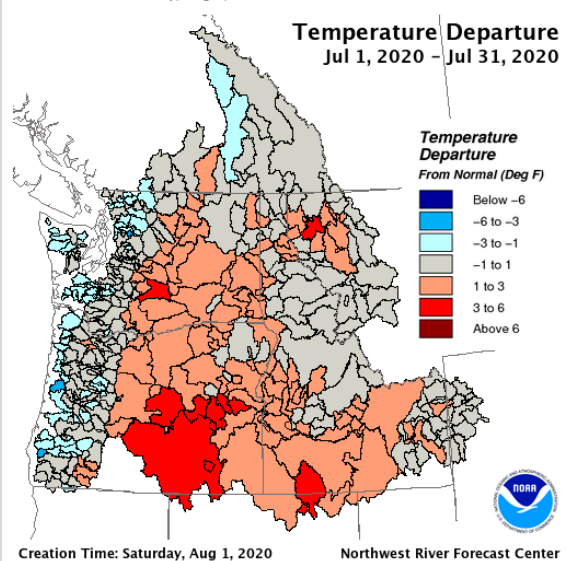 Temperature Departure
Jul 1, 2020 - Jul 31, 2020
Temperature
Departure
From Normal (Deg F)
Below -6
-6 to -3
-3 to -1
-1 to 1
1 to 3
3 to 6
Above 6
NOAA
Creation Time: Saturday, Aug 1, 2020
Northwest River Forecast Center